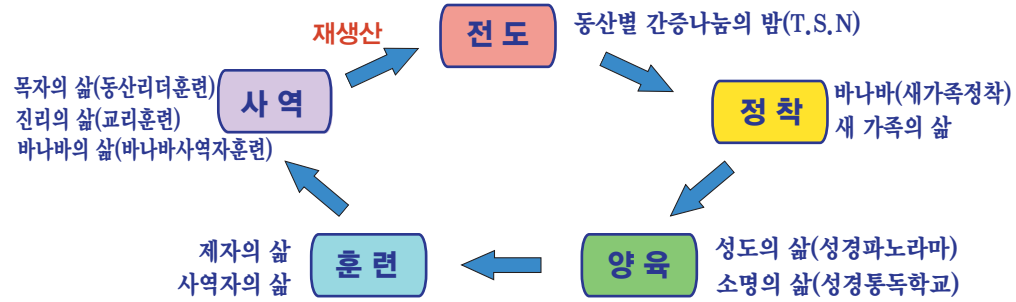 재생산
전 도
동산별 간증나눔의 밤(T.S.N)
목자의 삶(동산리더훈련)
진리의 삶(교리훈련)
바나바의 삶(바나바사역자훈련)
사 역
정 착
바나바(새가족정착)
새 가족의 삶
제자의 삶
사역자의 삶
훈 련
양 육
성도의 삶(성경파노라마)
소명의 삶(성경통독학교)